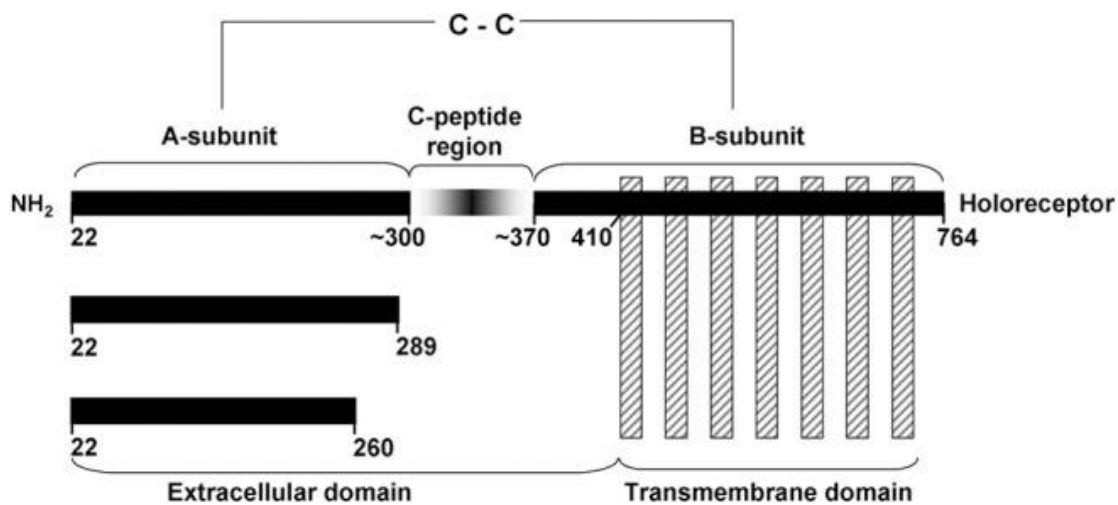 C - C
A-subunit
C-peptide
region
B-subunit
NH₂
Holoreceptor
22
~300
~370
410
764
22
289
22
260
Extracellular domain
Transmembrane domain